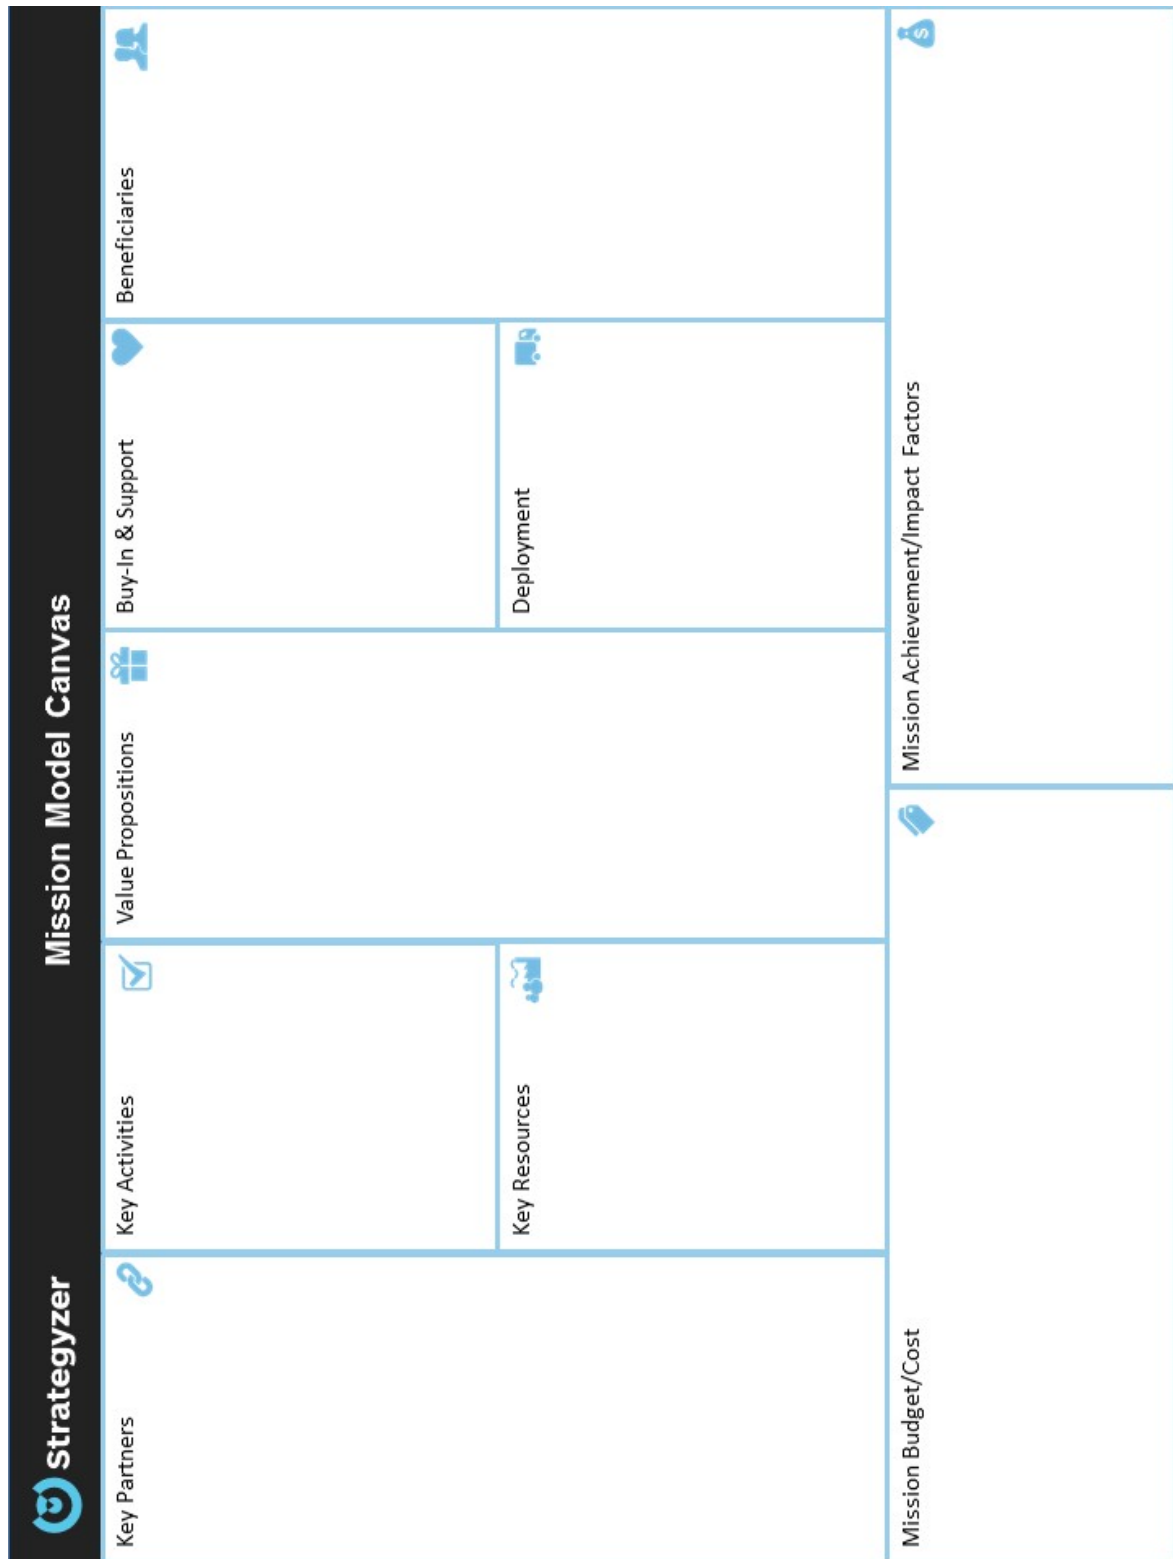 Strategyzer
Mission Model Canvas
Key Partners
Key Activities
Key Resources
Value Propositions
Buy-In & Support
Deployment
Beneficiaries
Mission Budget/Cost
Mission Achievement/Impact Factors